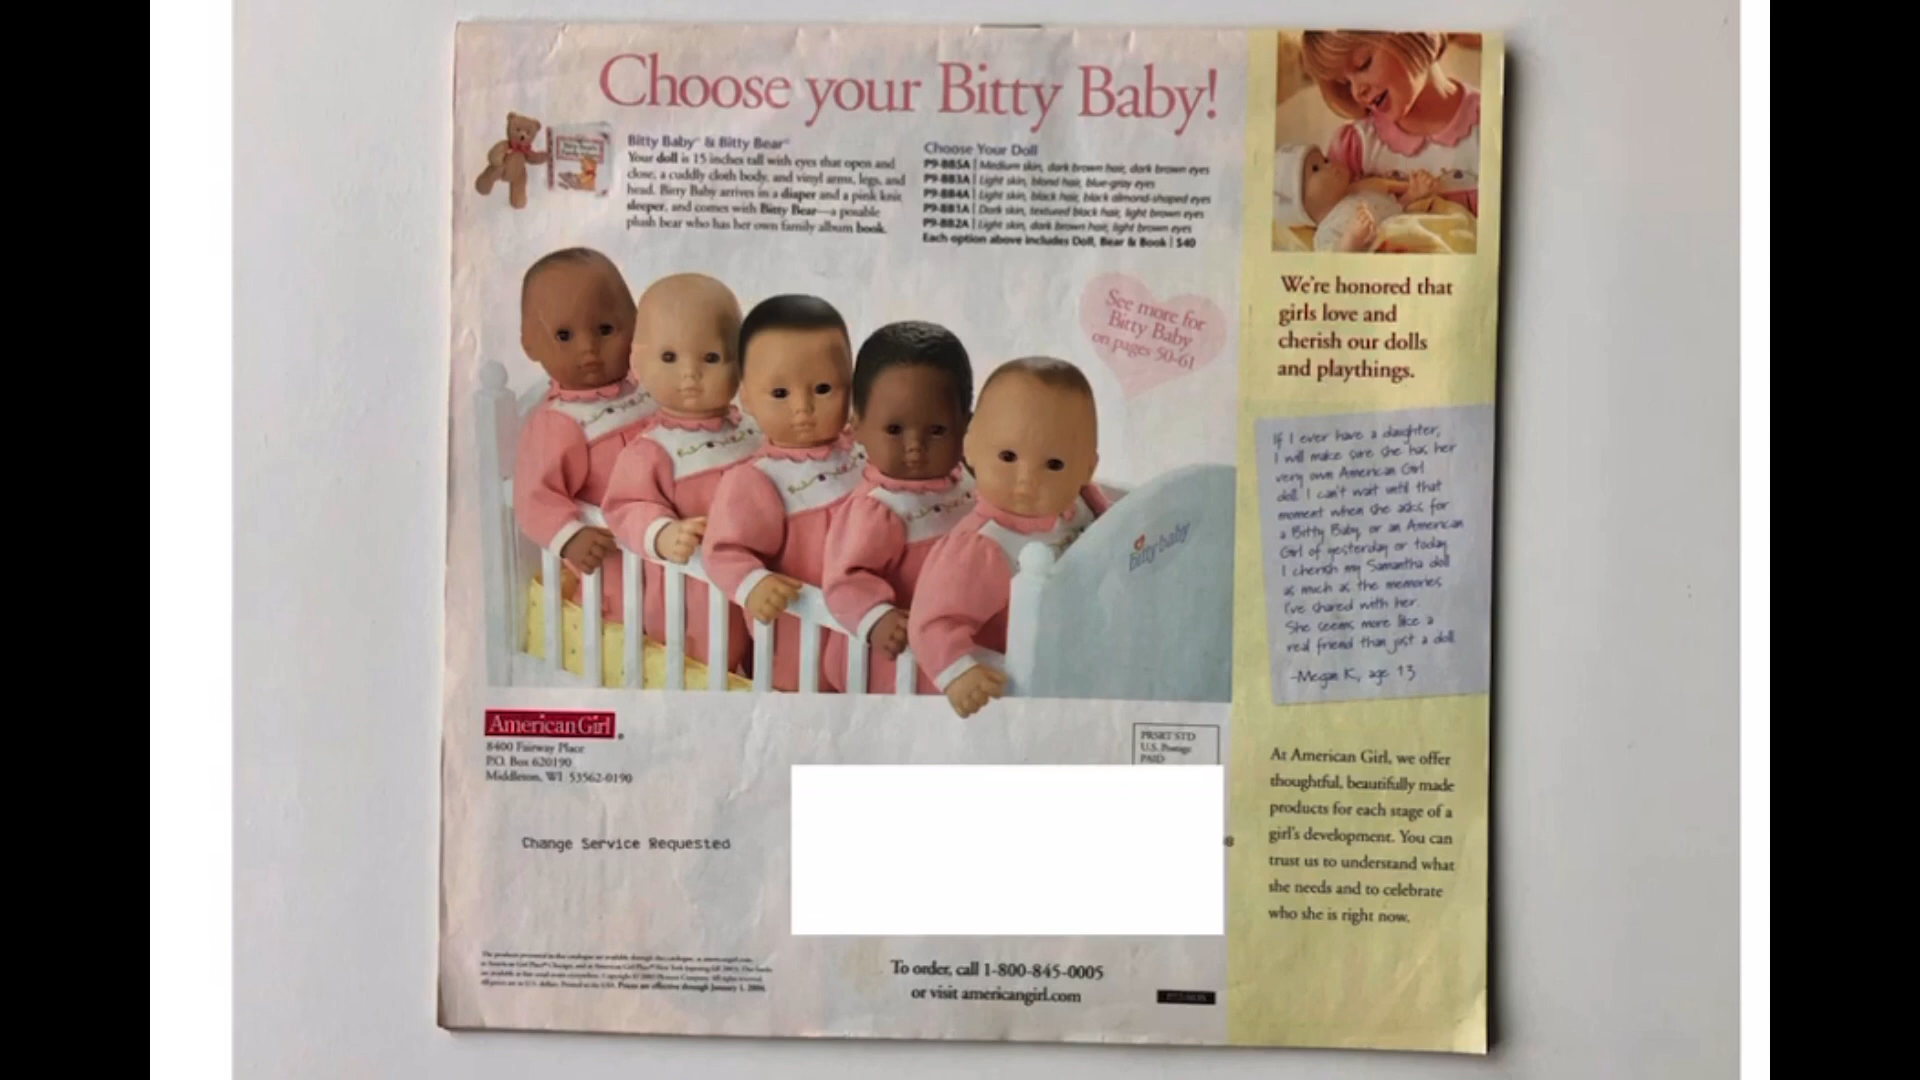 Choose your Bitty Baby!
Bitty Baby™ & Bitty Bear™
Your doll is 15 inches tall with eyes that open and
close, a cuddly cloth body, and vinyl arms, legs, and
head. Bitty Baby arrives in a diaper and a pink knit
sleeper, and comes with Bitty Bear—a posable
plush bear who has her own family album book.
Choose Your Doll
P9-885A | Medium skin, dark brown hair, dark brown eyes
P9-883A | Light skin, blond hair, blue-gray eyes
P9-884A | Light skin, black hair, black almond-shaped eyes
P9-881A | Dark skin, textured black hair, light brown eyes
P9-882A | Light skin, dark brown hair, light brown eyes
Each option above includes Doll, Bear & Book | $40
See more for
Bitty Baby
on pages 50-61
bitty baby
We're honored that
girls love and
cherish our dolls
and playthings.
If I ever have a daughter,
I will make sure she has her
very own American Girl
doll. I can't wait until that
moment when she asks for
a Bitty Baby, or an American
Girl of yesterday or today.
I cherish my Samantha doll
as much as the memories
I've shared with her.
She seems more like a
real friend than just a doll.
-Megan K., age 13
American Girl®
8400 Fairway Place
P.O. Box 620190
Middleton, WI 53562-0190
PRSRT STD
U.S. Postage
PAID
Change Service Requested
At American Girl, we offer
thoughtful, beautifully made
products for each stage of a
girl's development. You can
trust us to understand what
she needs and to celebrate
who she is right now.
Prices are effective through January 1, 2004.
To order, call 1-800-845-0005
or visit americangirl.com